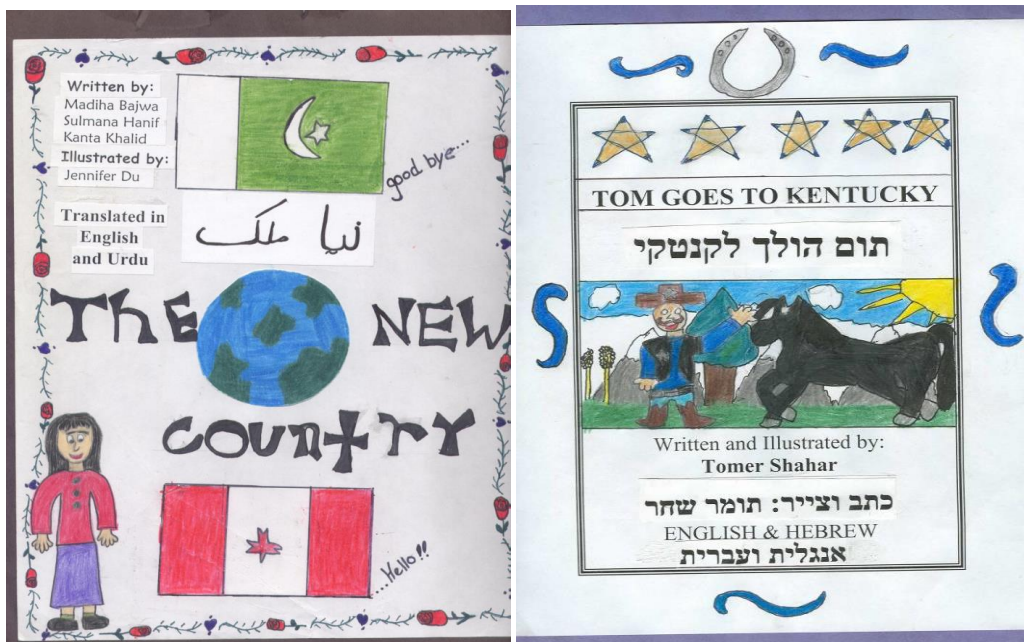 Written by:
Madiha Bajwa
Sulmana Hanif
Kanta Khalid
Illustrated by:
Jennifer Du
Translated in
English
and Urdu
good bye...
نیا ملک
THE NEW
COUNTRY
...Hello!!
TOM GOES TO KENTUCKY
תום הולך לקנטקי
Written and Illustrated by:
Tomer Shahar
כתב וצייר: תומר שחר
ENGLISH & HEBREW
אנגלית ועברית